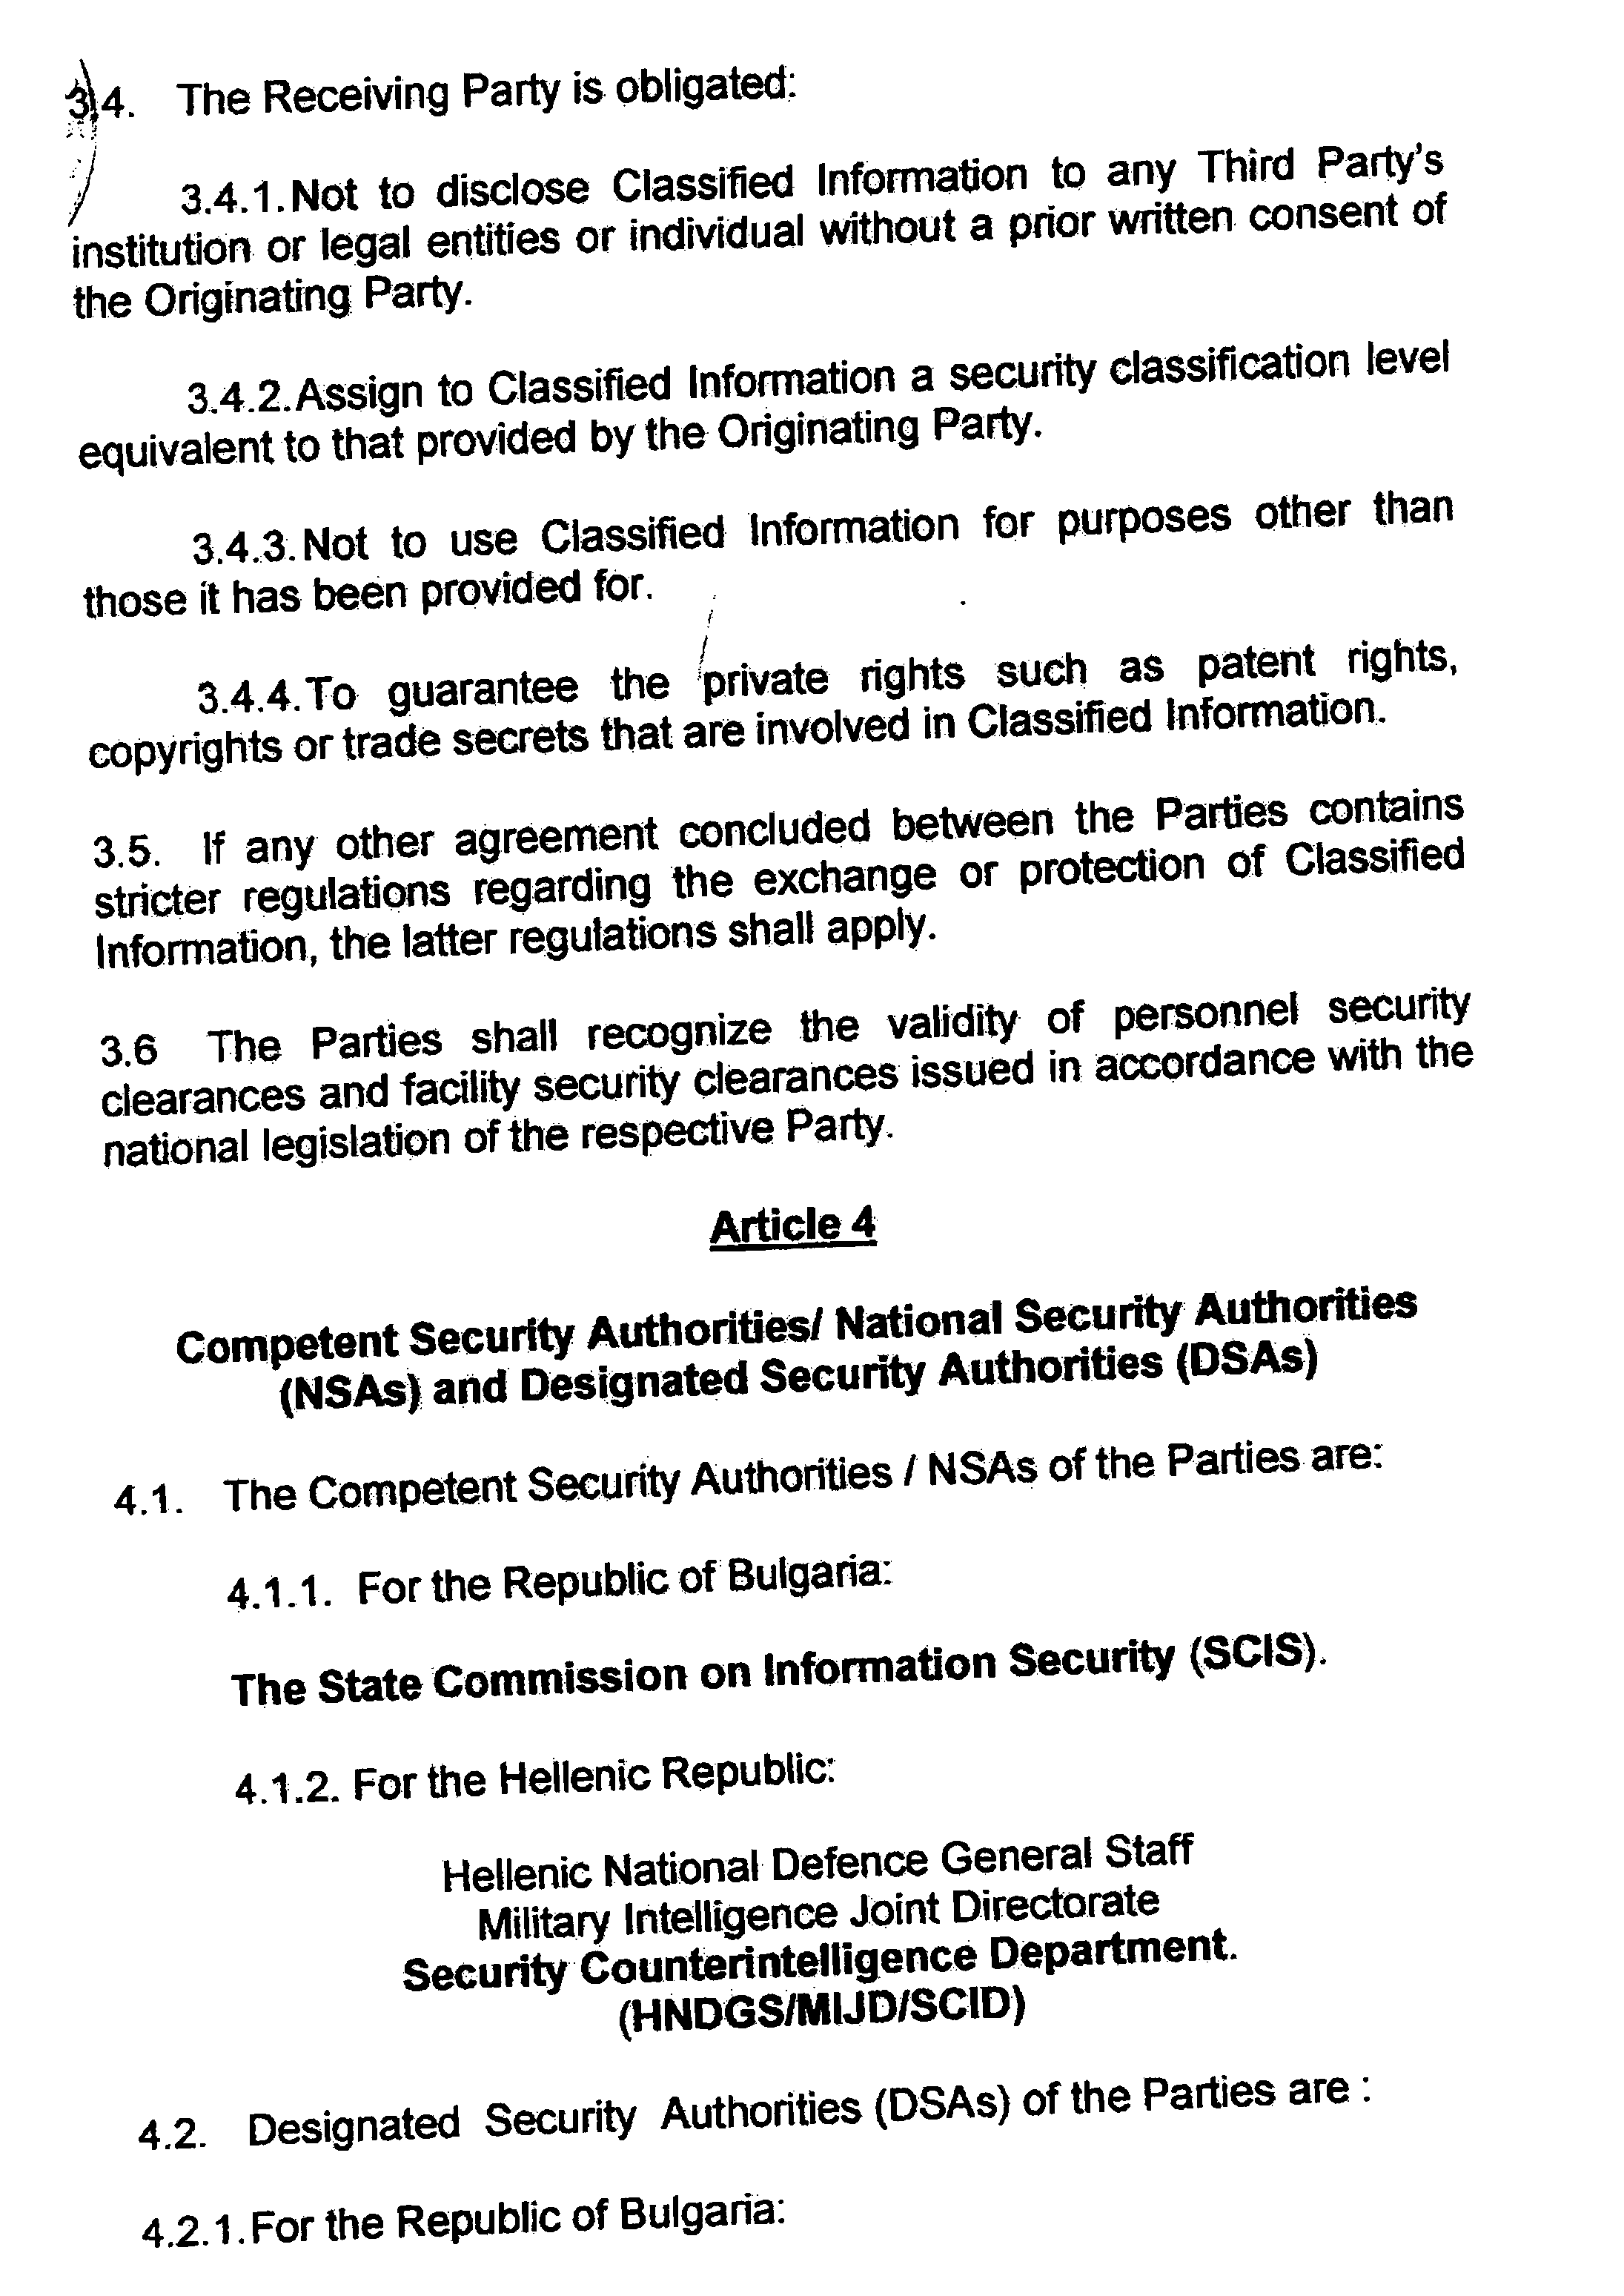 3.4. The Receiving Party is obligated:
3.4.1.Not to disclose Classified Information to any Third Party's
institution or legal entities or individual without a prior written consent of
the Originating Party.
3.4.2.Assign to Classified Information a security classification level
equivalent to that provided by the Originating Party.
3.4.3.Not to use Classified Information for purposes other than
those it has been provided for.
3.4.4.To guarantee the private rights such as patent rights,
copyrights or trade secrets that are involved in Classified Information.
3.5. If any other agreement concluded between the Parties contains
stricter regulations regarding the exchange or protection of Classified
Information, the latter regulations shall apply.
3.6 The Parties shall recognize the validity of personnel security
clearances and facility security clearances issued in accordance with the
national legislation of the respective Party.
Article 4
Competent Security Authorities/ National Security Authorities
(NSAs) and Designated Security Authorities (DSAs)
4.1. The Competent Security Authorities / NSAs of the Parties are:
4.1.1. For the Republic of Bulgaria:
The State Commission on Information Security (SCIS).
4.1.2. For the Hellenic Republic:
Hellenic National Defence General Staff
Military Intelligence Joint Directorate
Security Counterintelligence Department.
(HNDGS/MIJD/SCID)
4.2. Designated Security Authorities (DSAs) of the Parties are :
4.2.1.For the Republic of Bulgaria: